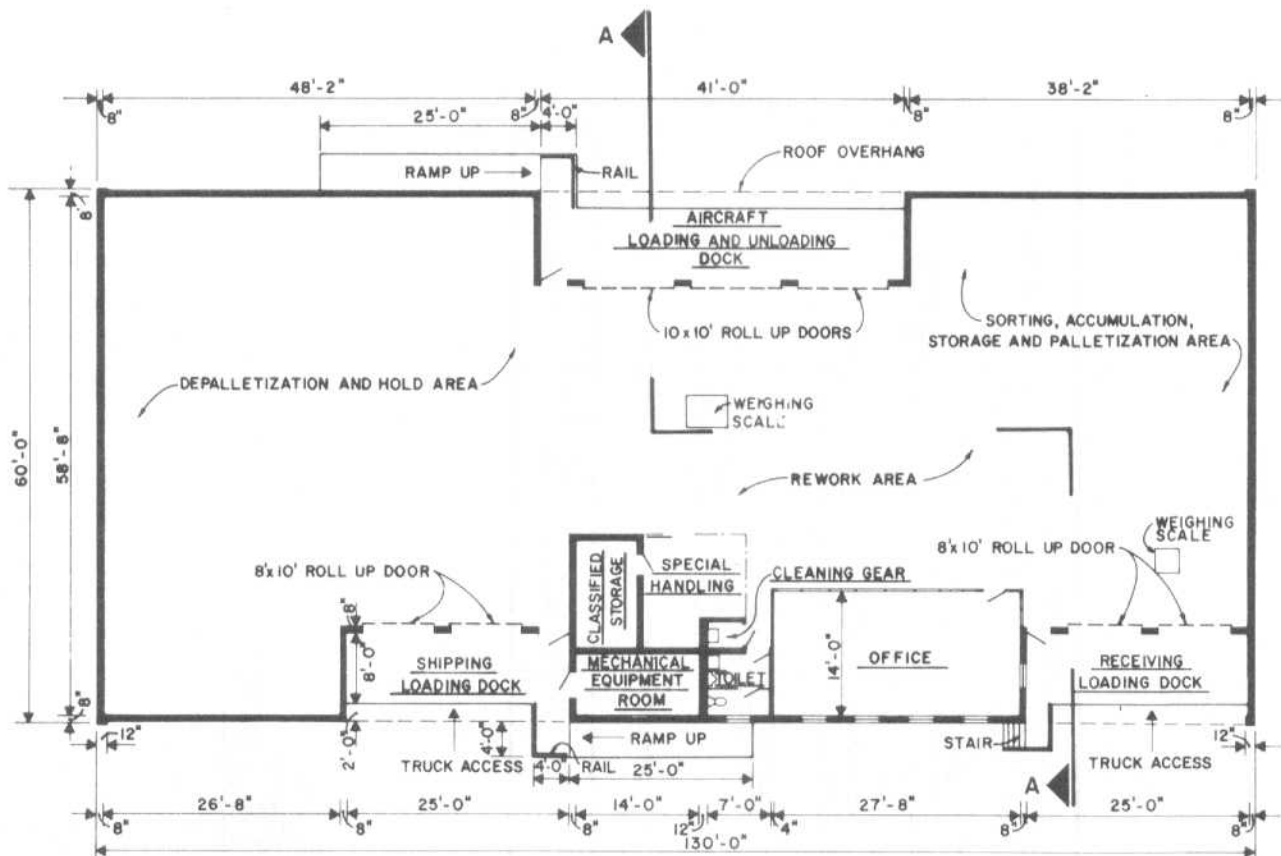 A
48'-2"
41'-0"
38'-2"
8"
25'-0"
8"
4'-0"
8"
8"
ROOF OVERHANG
RAMP UP
RAIL
8"
AIRCRAFT
LOADING AND UNLOADING
DOCK
10 x 10' ROLL UP DOORS
SORTING, ACCUMULATION,
STORAGE AND PALLETIZATION AREA
DEPALLETIZATION AND HOLD AREA
WEIGHING
SCALE
60'-0"
58'-8"
REWORK AREA
WEIGHING
SCALE
8'x10' ROLL UP DOOR
8'x10' ROLL UP DOOR
CLASSIFIED
STORAGE
SPECIAL
HANDLING
CLEANING GEAR
8"
8'-0"
SHIPPING
LOADING DOCK
MECHANICAL
EQUIPMENT
ROOM
TOILET
14'-0"
OFFICE
RECEIVING
LOADING DOCK
8"
12"
2'-0"
TRUCK ACCESS
4'-0"
4'-0"
RAIL
RAMP UP
25'-0"
STAIR
TRUCK ACCESS
12"
A
26'-8"
25'-0"
14'-0"
7'-0"
27'-8"
25'-0"
8"
8"
8"
12"
4"
8"
8"
130'-0"